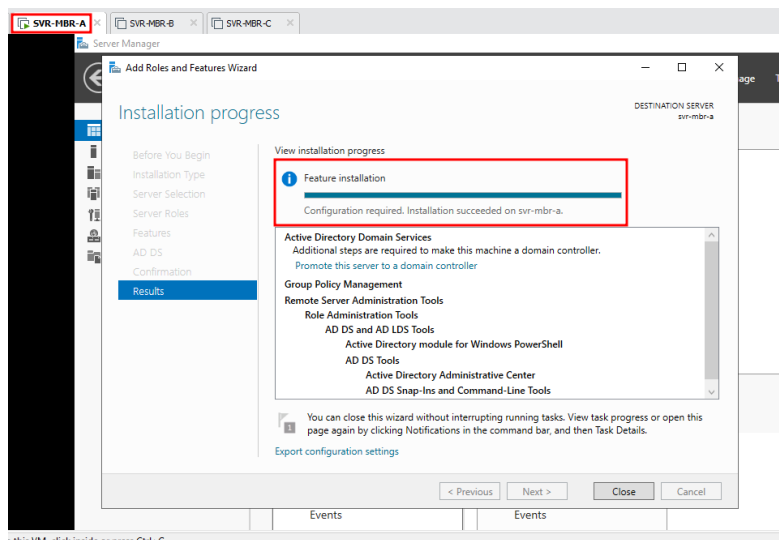 SVR-MBR-A × SVR-MBR-B × SVR-MBR-C ×
Server Manager
Add Roles and Features Wizard
age
Installation progress
DESTINATION SERVER
svr-mbr-a
Before You Begin
Installation Type
Server Selection
Server Roles
Features
AD DS
Confirmation
Results
View installation progress
Feature installation
Configuration required. Installation succeeded on svr-mbr-a.
Active Directory Domain Services
Additional steps are required to make this machine a domain controller.
Promote this server to a domain controller
Group Policy Management
Remote Server Administration Tools
Role Administration Tools
AD DS and AD LDS Tools
Active Directory module for Windows PowerShell
AD DS Tools
Active Directory Administrative Center
AD DS Snap-Ins and Command-Line Tools
1
You can close this wizard without interrupting running tasks. View task progress or open this
page again by clicking Notifications in the command bar, and then Task Details.
Export configuration settings
< Previous Next > Close Cancel
Events Events